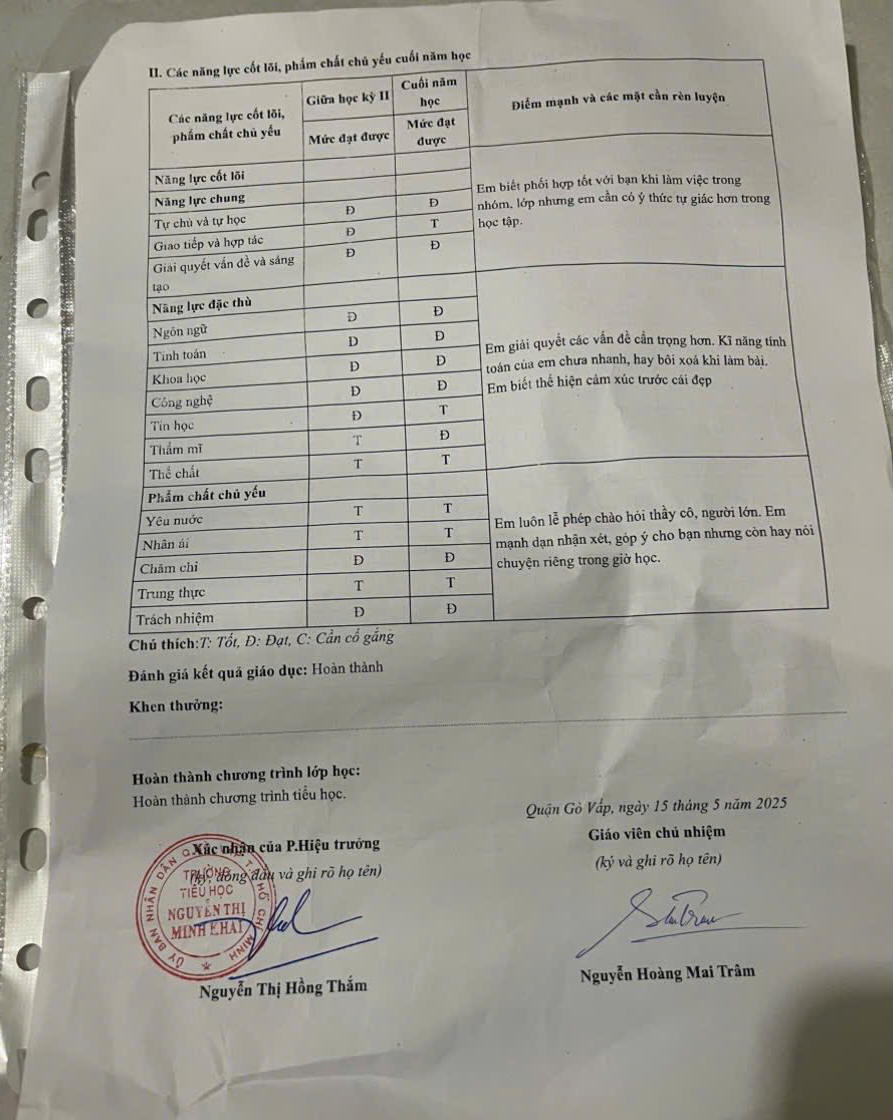 II. Các năng lực cốt lõi, phẩm chất chủ yếu cuối năm học
Các năng lực cốt lõi, phẩm chất chủ yếu
Giữa học kỳ II
Cuối năm học
Điểm mạnh và các mặt cần rèn luyện
Mức đạt được
Mức đạt được
Năng lực cốt lõi
Năng lực chung
Tự chủ và tự học Đ Đ
Giao tiếp và hợp tác Đ T
Giải quyết vấn đề và sáng tạo Đ Đ
Em biết phối hợp tốt với bạn khi làm việc trong
nhóm, lớp nhưng em cần có ý thức tự giác hơn trong
học tập.
Năng lực đặc thù
Ngôn ngữ Đ Đ
Tính toán Đ Đ
Khoa học Đ Đ
Công nghệ Đ Đ
Tin học Đ T
Thẩm mĩ T Đ
Thể chất T T
Em giải quyết các vấn đề cẩn trọng hơn. Kĩ năng tính
toán của em chưa nhanh, hay bôi xoá khi làm bài.
Em biết thể hiện cảm xúc trước cái đẹp
Phẩm chất chủ yếu
Yêu nước T T
Nhân ái T T
Chăm chỉ Đ Đ
Trung thực T T
Trách nhiệm Đ Đ
Em luôn lễ phép chào hỏi thầy cô, người lớn. Em
mạnh dạn nhận xét, góp ý cho bạn nhưng còn hay nói
chuyện riêng trong giờ học.
Chú thích:T: Tốt, Đ: Đạt, C: Cần cố gắng
Đánh giá kết quả giáo dục: Hoàn thành
Khen thưởng:
Hoàn thành chương trình lớp học:
Hoàn thành chương trình tiểu học.
Quận Gò Vấp, ngày 15 tháng 5 năm 2025
Xác nhận của P.Hiệu trưởng
(ký, đóng dấu và ghi rõ họ tên)
Giáo viên chủ nhiệm
(ký và ghi rõ họ tên)
TRƯỜNG
TIỂU HỌC
NGUYỄN THỊ
MINH KHAI
Nguyễn Thị Hồng Thắm
Nguyễn Hoàng Mai Trâm